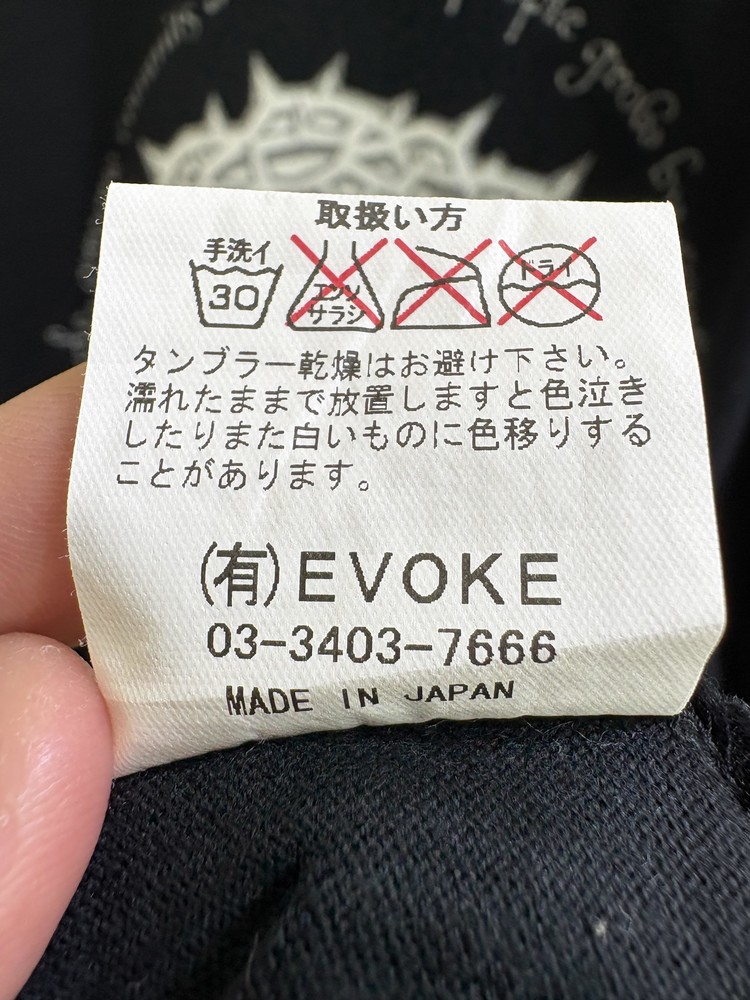 取扱い方
手洗イ
30
エンソ
サラシ
ドライ
タンブラー乾燥はお避け下さい。
濡れたままで放置しますと色泣き
したりまた白いものに色移りする
ことがあります。
(有)EVOKE
03-3403-7666
MADE IN JAPAN